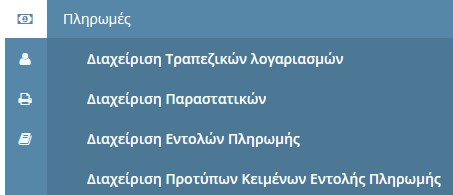 Πληρωμές
Διαχείριση Τραπεζικών λογαριασμών
Διαχείριση Παραστατικών
Διαχείριση Εντολών Πληρωμής
Διαχείριση Προτύπων Κειμένων Εντολής Πληρωμής